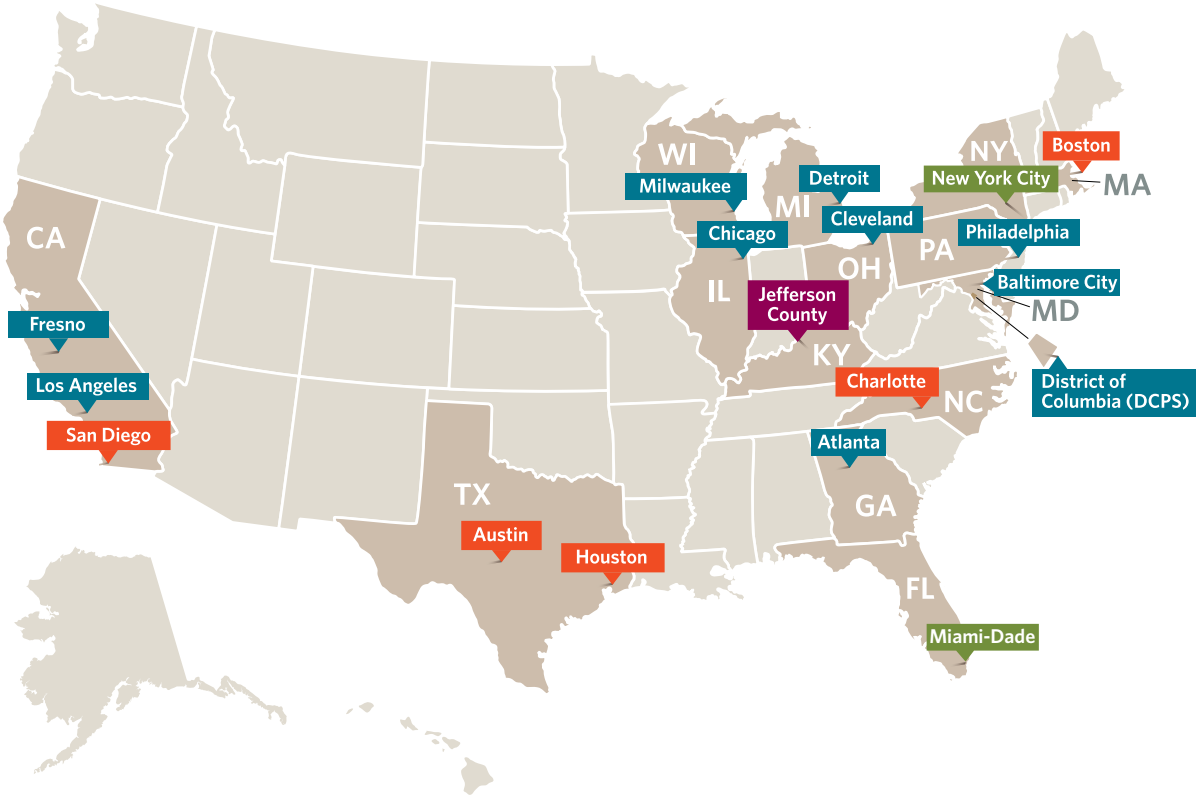 Boston
NY
WI
New York City
Detroit
Milwaukee
MA
MI
Cleveland
Chicago
Philadelphia
CA
PA
OH
Baltimore City
IL
Jefferson
County
MD
Fresno
KY
Los Angeles
Charlotte
District of
Columbia (DCPS)
NC
San Diego
Atlanta
TX
GA
Austin
Houston
FL
Miami-Dade